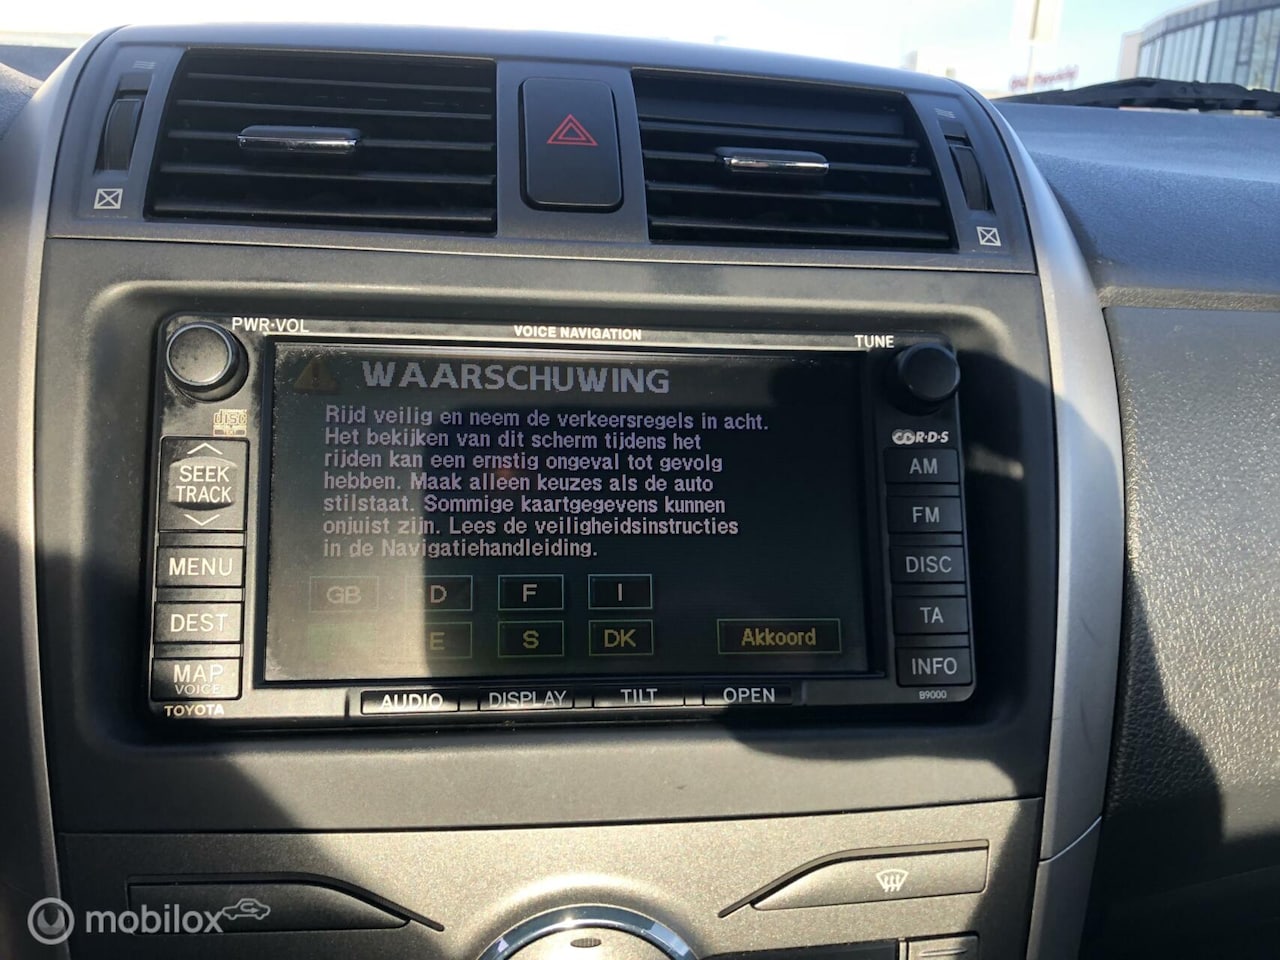 PWR·VOL
VOICE NAVIGATION
TUNE
WAARSCHUWING
Rijd veilig en neem de verkeersregels in acht.
Het bekijken van dit scherm tijdens het
rijden kan een ernstig ongeval tot gevolg
hebben. Maak alleen keuzes als de auto
stilstaat. Sommige kaartgegevens kunnen
onjuist zijn. Lees de veiligheidsinstructies
in de Navigatiehandleiding.
GB D F I
E S DK Akkoord
disc
SEEK
TRACK
MENU
DEST
MAP
VOICE
TOYOTA
R·D·S
AM
FM
DISC
TA
INFO
B9000
AUDIO DISPLAY TILT OPEN
mobilox